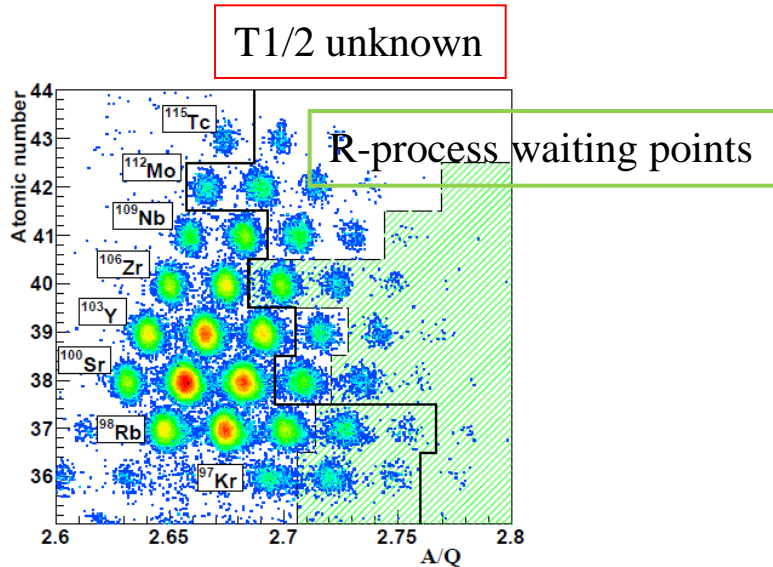 T1/2 unknown
R-process waiting points
Atomic number
44
43
42
41
40
39
38
37
36
115Tc
112Mo
109Nb
106Zr
103Y
100Sr
98Rb
97Kr
2.6
2.65
2.7
2.75
2.8
A/Q